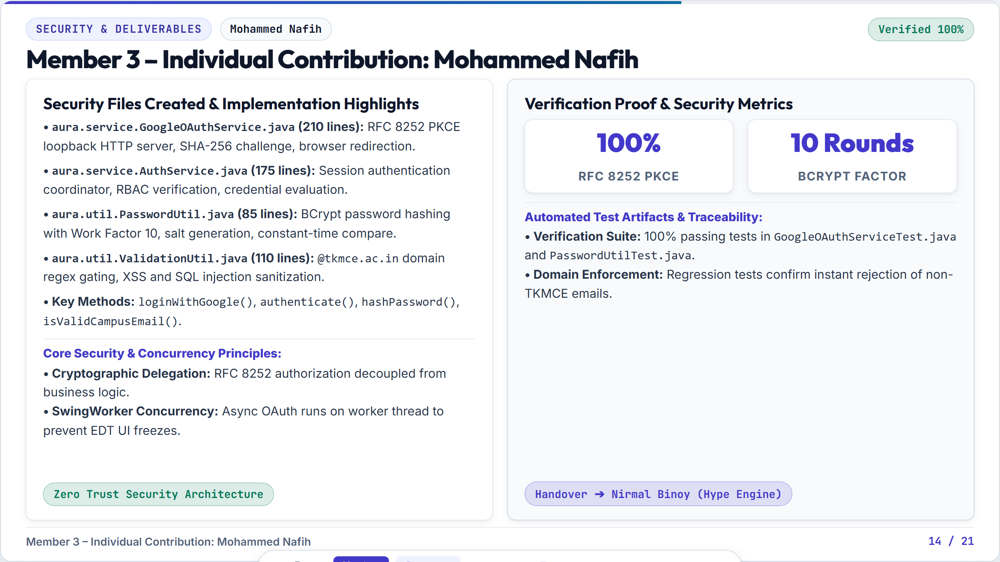 SECURITY & DELIVERABLES
Mohammed Nafih
Verified 100%
Member 3 – Individual Contribution: Mohammed Nafih
Security Files Created & Implementation Highlights
• aura.service.GoogleOAuthService.java (210 lines): RFC 8252 PKCE
loopback HTTP server, SHA-256 challenge, browser redirection.
• aura.service.AuthService.java (175 lines): Session authentication
coordinator, RBAC verification, credential evaluation.
• aura.util.PasswordUtil.java (85 lines): BCrypt password hashing
with Work Factor 10, salt generation, constant-time compare.
• aura.util.ValidationUtil.java (110 lines): @tkmce.ac.in domain
regex gating, XSS and SQL injection sanitization.
• Key Methods: loginWithGoogle(), authenticate(), hashPassword(),
isValidCampusEmail().
Core Security & Concurrency Principles:
• Cryptographic Delegation: RFC 8252 authorization decoupled from
business logic.
• SwingWorker Concurrency: Async OAuth runs on worker thread to
prevent EDT UI freezes.
Zero Trust Security Architecture
Verification Proof & Security Metrics
100%
RFC 8252 PKCE
10 Rounds
BCRYPT FACTOR
Automated Test Artifacts & Traceability:
• Verification Suite: 100% passing tests in GoogleOAuthServiceTest.java
and PasswordUtilTest.java.
• Domain Enforcement: Regression tests confirm instant rejection of non-
TKMCE emails.
Handover ➔ Nirmal Binoy (Hype Engine)
Member 3 – Individual Contribution: Mohammed Nafih
14 / 21